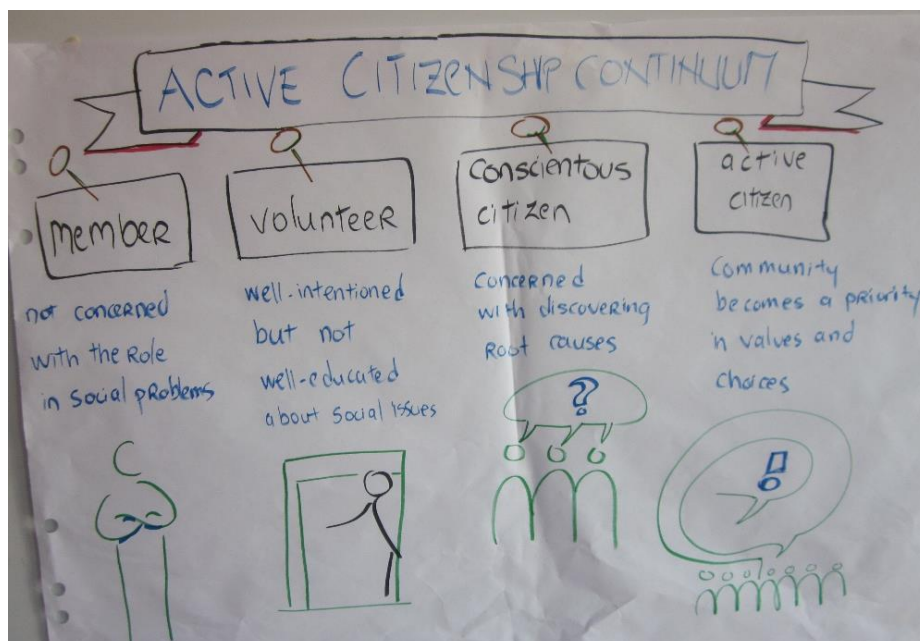 ACTIVE CITIZENSHIP CONTINUUM
member
not concerned
with the Role
in social problems
volunteer
well-intentioned
but not
well-educated
about social issues
conscientous
citizen
concerned
with discovering
Root causes
?
active
citizen
community
becomes a priority
in values and
choices
!